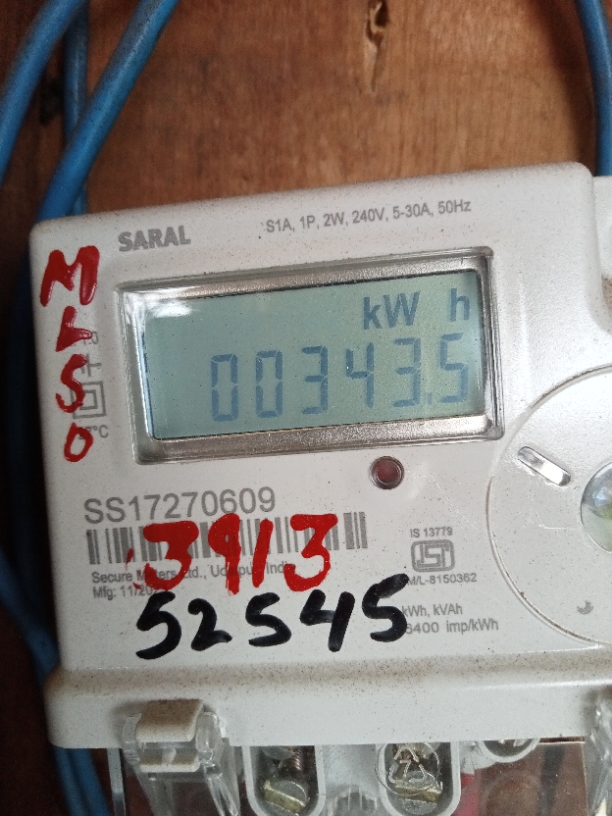 SARAL
S1A, 1P, 2W, 240V, 5-30A, 50Hz
MLSO
kW h
00343.5
SS17270609
3913
Secure Meters Ltd., Udaipur, India
Mfg: 11/20
52545
IS 13779
CM/L-8150362
kWh, kVAh
6400 imp/kWh